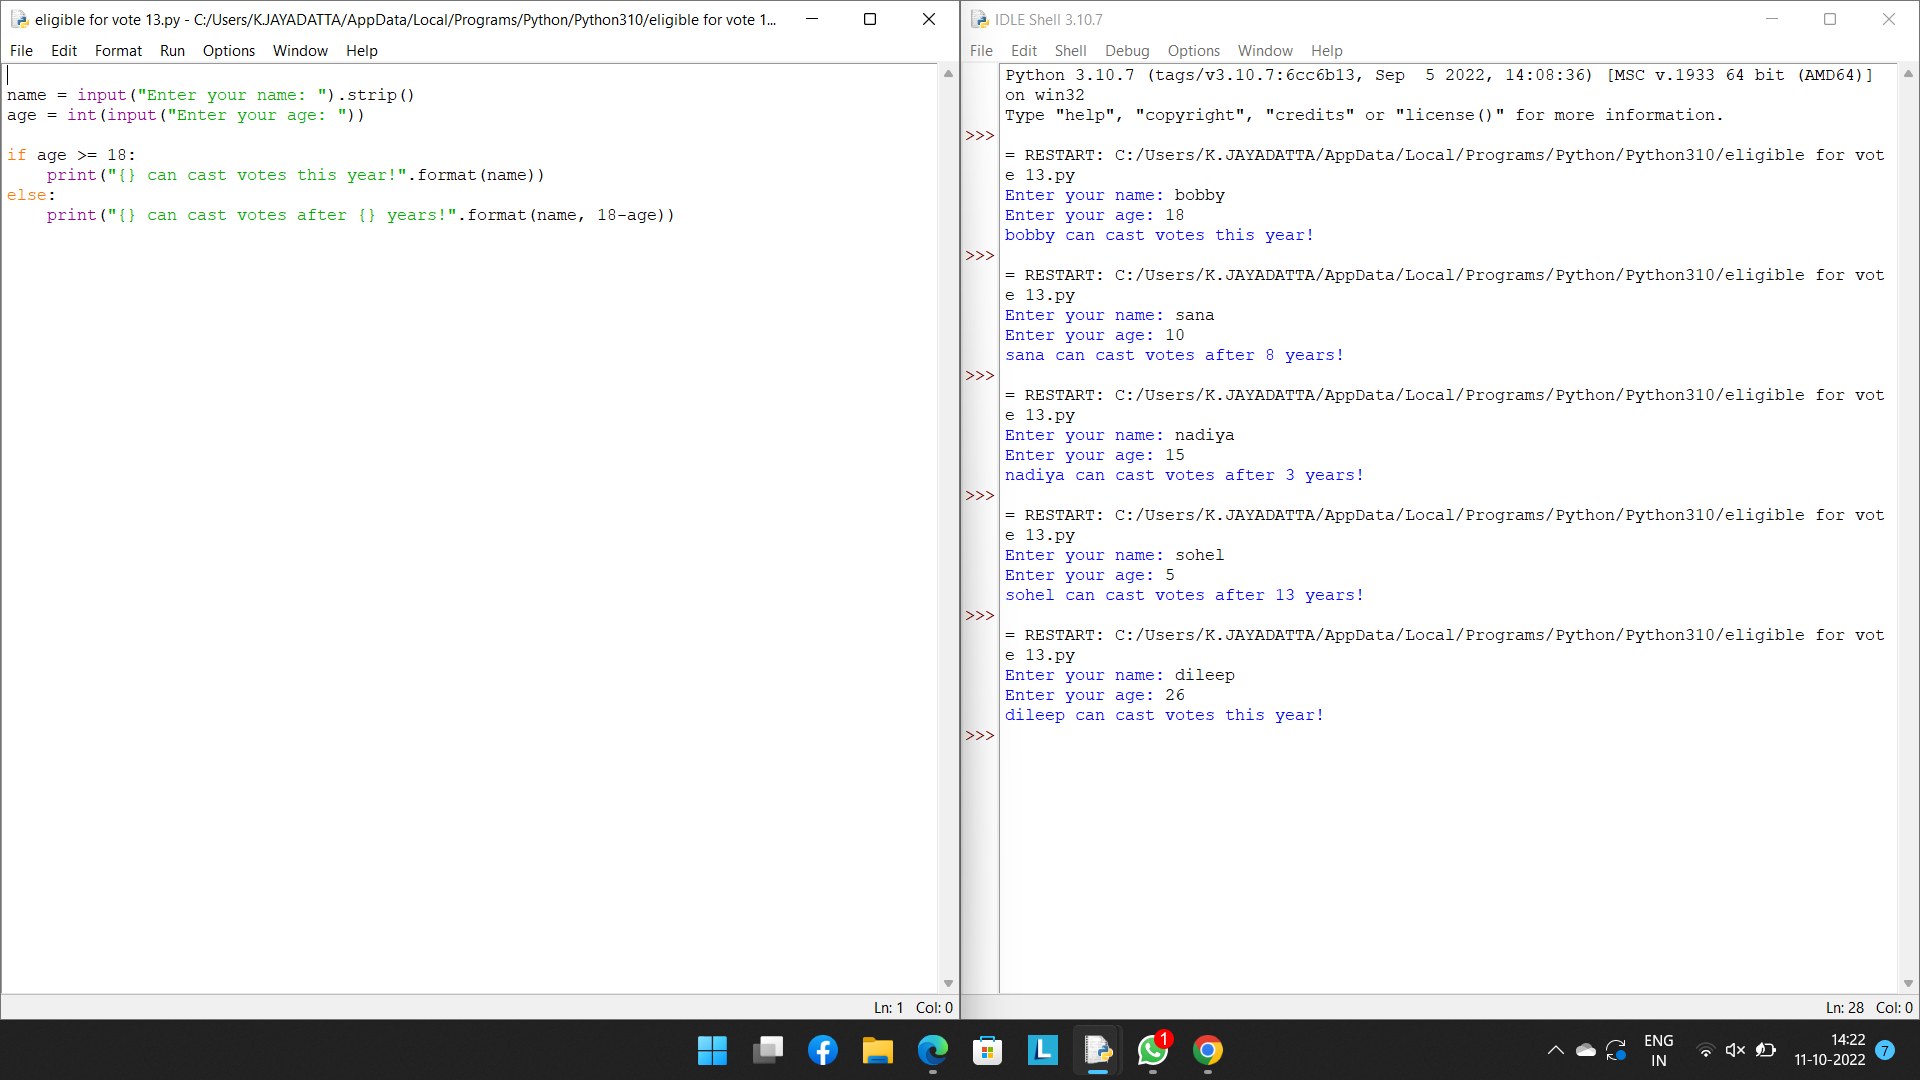 eligible for vote 13.py - C:/Users/K.JAYADATTA/AppData/Local/Programs/Python/Python310/eligible for vote 1...
File Edit Format Run Options Window Help
name = input("Enter your name: ").strip()
age = int(input("Enter your age: "))
if age >= 18:
    print("{} can cast votes this year!".format(name))
else:
    print("{} can cast votes after {} years!".format(name, 18-age))
Ln: 1 Col: 0
IDLE Shell 3.10.7
File Edit Shell Debug Options Window Help
Python 3.10.7 (tags/v3.10.7:6cc6b13, Sep  5 2022, 14:08:36) [MSC v.1933 64 bit (AMD64)]
on win32
Type "help", "copyright", "credits" or "license()" for more information.
>>>
= RESTART: C:/Users/K.JAYADATTA/AppData/Local/Programs/Python/Python310/eligible for vot
e 13.py
Enter your name: bobby
Enter your age: 18
bobby can cast votes this year!
>>>
= RESTART: C:/Users/K.JAYADATTA/AppData/Local/Programs/Python/Python310/eligible for vot
e 13.py
Enter your name: sana
Enter your age: 10
sana can cast votes after 8 years!
>>>
= RESTART: C:/Users/K.JAYADATTA/AppData/Local/Programs/Python/Python310/eligible for vot
e 13.py
Enter your name: nadiya
Enter your age: 15
nadiya can cast votes after 3 years!
>>>
= RESTART: C:/Users/K.JAYADATTA/AppData/Local/Programs/Python/Python310/eligible for vot
e 13.py
Enter your name: sohel
Enter your age: 5
sohel can cast votes after 13 years!
>>>
= RESTART: C:/Users/K.JAYADATTA/AppData/Local/Programs/Python/Python310/eligible for vot
e 13.py
Enter your name: dileep
Enter your age: 26
dileep can cast votes this year!
>>>
Ln: 28 Col: 0
L
1
ENG
IN
14:22
11-10-2022
7